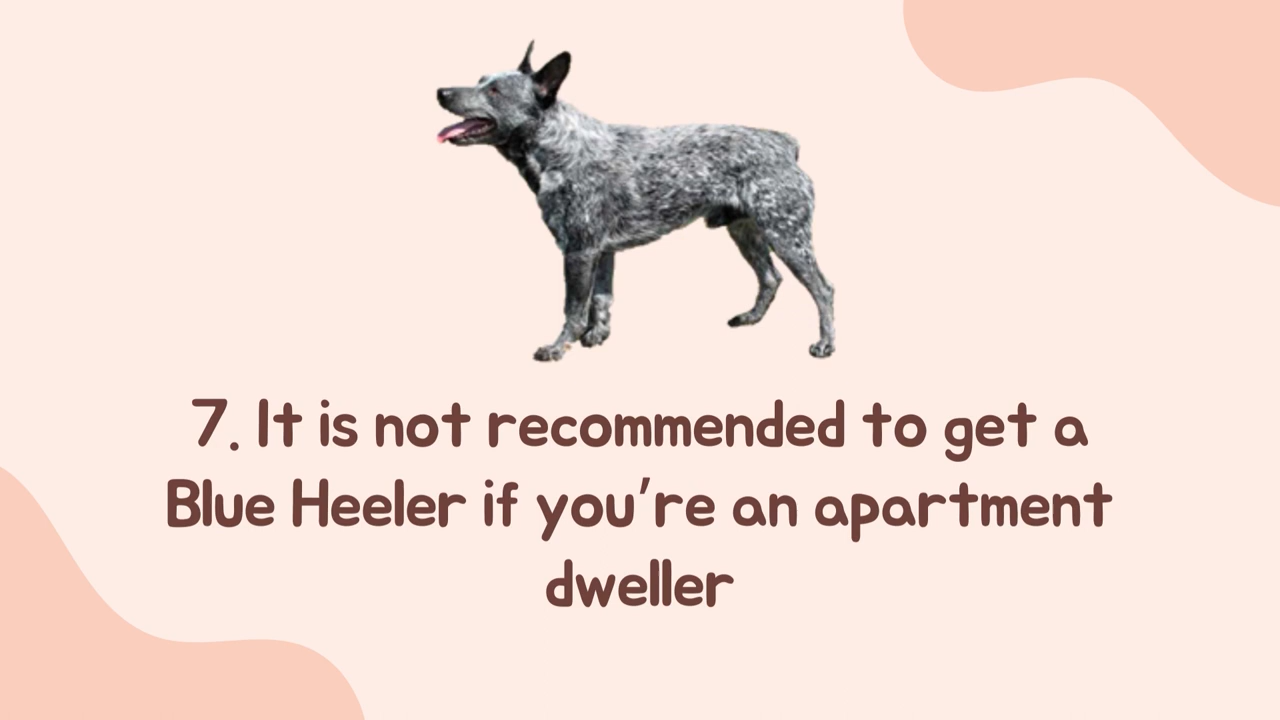 7. It is not recommended to get a
Blue Heeler if you're an apartment
dweller